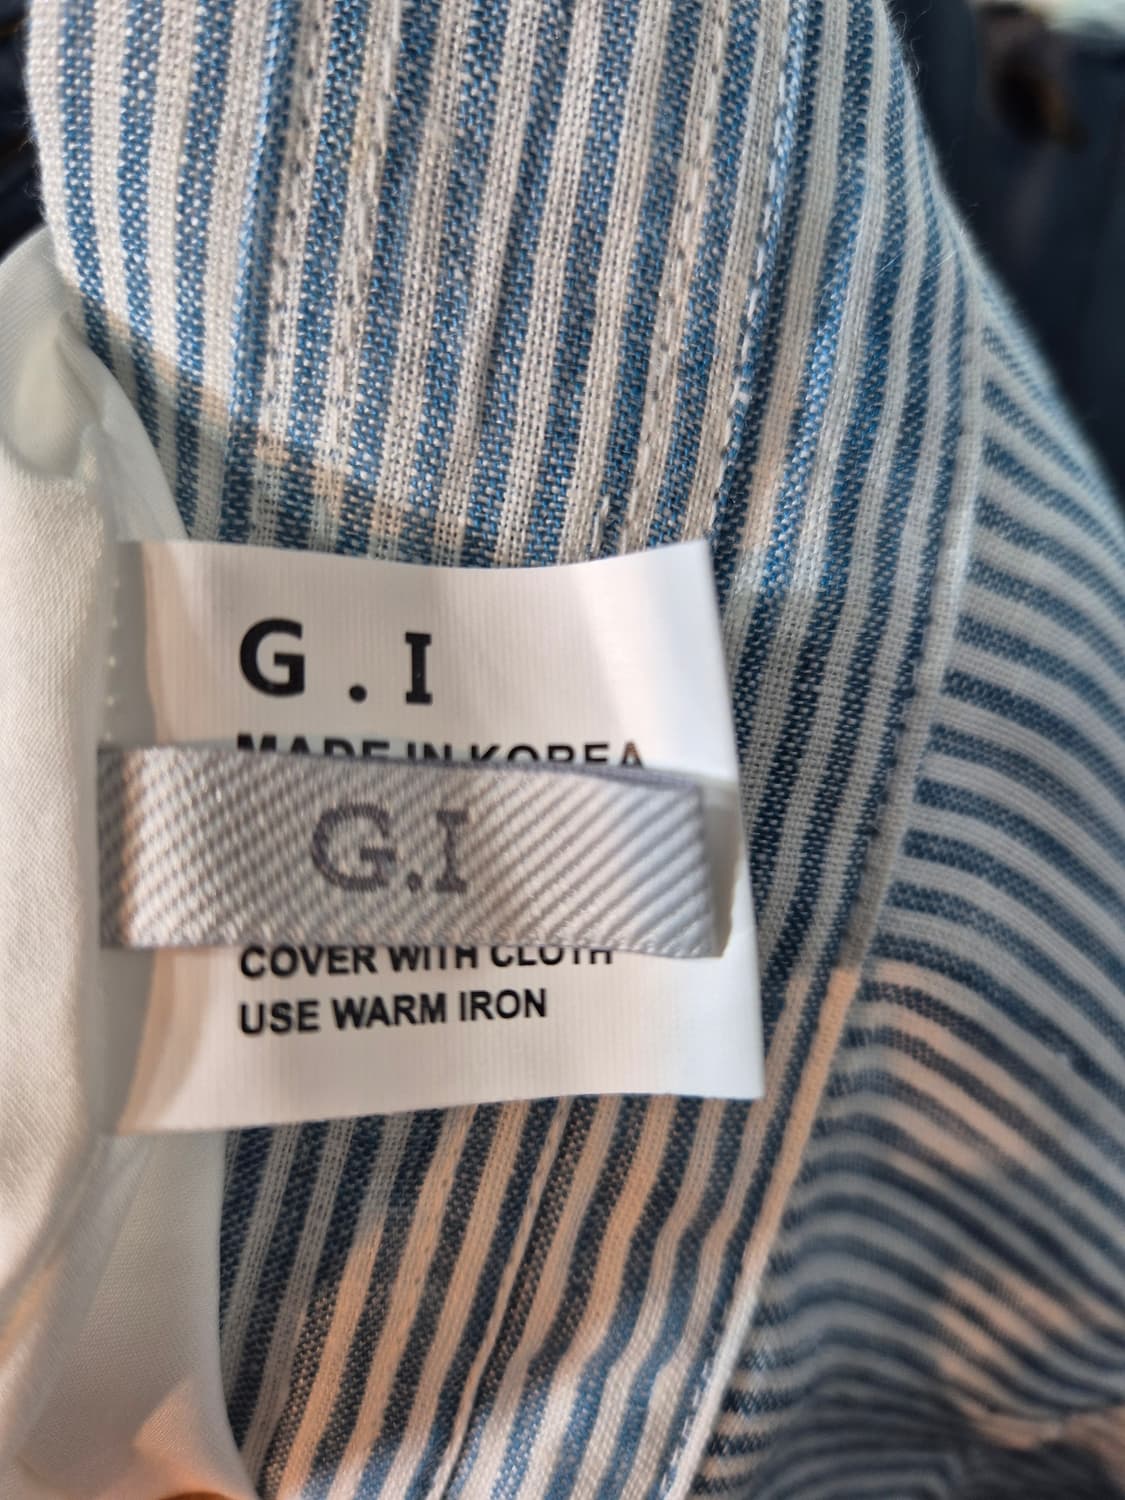 G . I
MADE IN KOREA
G.I
COVER WITH CLOTH
USE WARM IRON